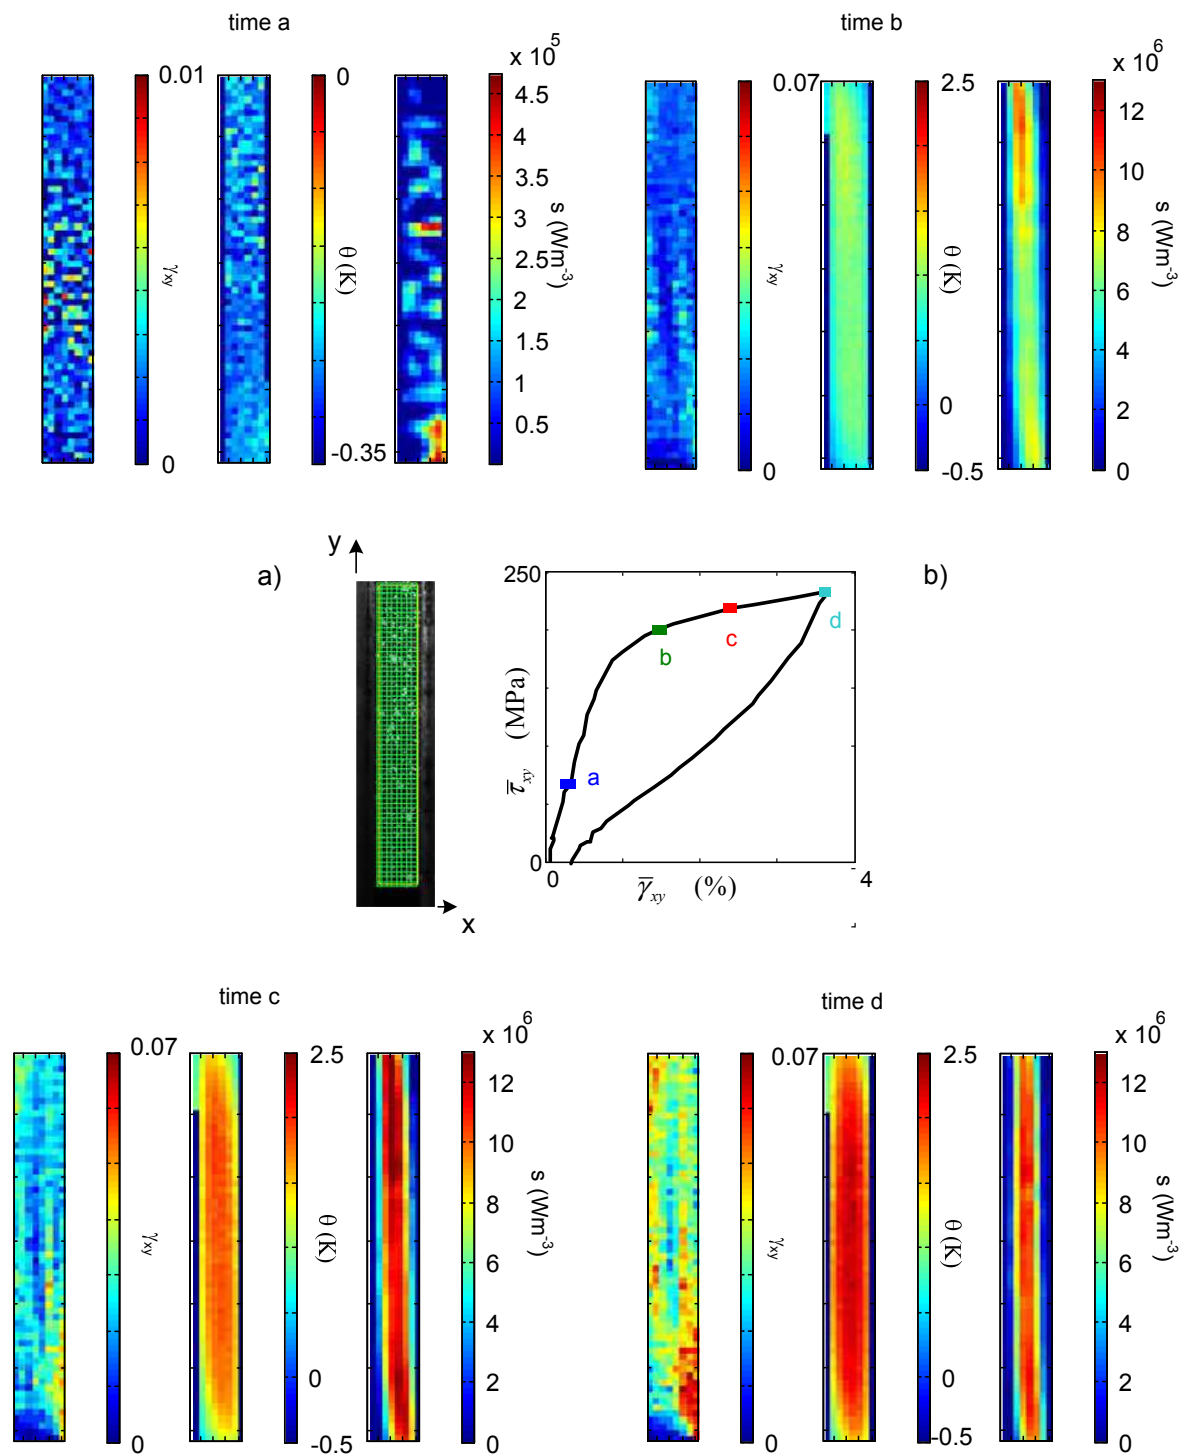 time a
time b
x 10^5
x 10^6
0.01
0
4.5
4
3.5
3
2.5
2
1.5
1
0.5
γxy
θ (K)
s (Wm^-3)
0
-0.35
0.07
2.5
12
10
8
6
4
2
0
γxy
θ (K)
s (Wm^-3)
0
0
-0.5
y
a)
x
250
b)
d
c
b
a
τ̅xy (MPa)
0
0
γ̅xy (%)
4
time c
time d
x 10^6
x 10^6
0.07
2.5
12
10
8
6
4
2
0
γxy
θ (K)
s (Wm^-3)
0
0
-0.5
0.07
2.5
12
10
8
6
4
2
0
γxy
θ (K)
s (Wm^-3)
0
0
-0.5